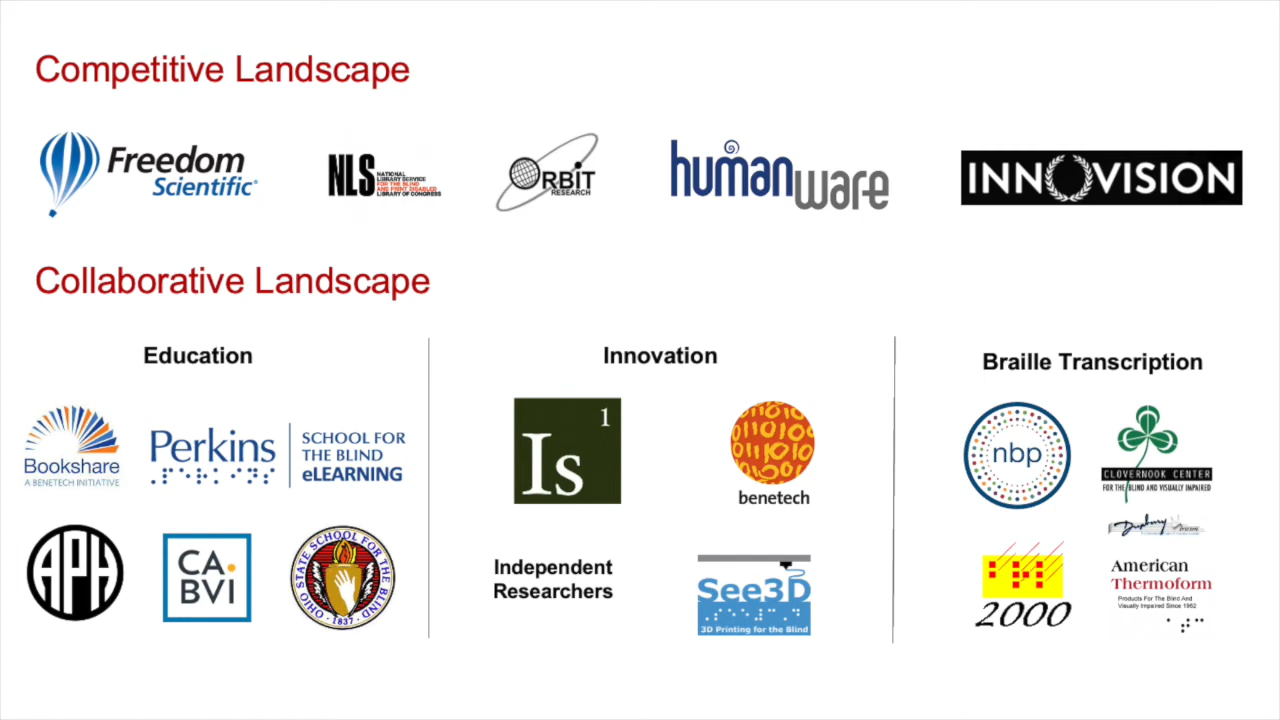 Competitive Landscape
Freedom
Scientific®
NLS
NATIONAL
LIBRARY SERVICE
FOR THE BLIND
AND PRINT DISABLED
LIBRARY OF CONGRESS
ORBIT
RESEARCH
humanware
INNOVISION
Collaborative Landscape
Education
Innovation
Braille Transcription
Bookshare
A BENETECH INITIATIVE
Perkins
SCHOOL FOR
THE BLIND
eLEARNING
1
Is
benetech
nbp
CLOVERNOOK CENTER
FOR THE BLIND AND VISUALLY IMPAIRED
Duxbury
APH
CA.
BVI
OHIO STATE SCHOOL FOR THE BLIND
1837
Independent
Researchers
See3D
3D Printing for the Blind
2000
American
Thermoform
Products For The Blind And
Visually Impaired Since 1962